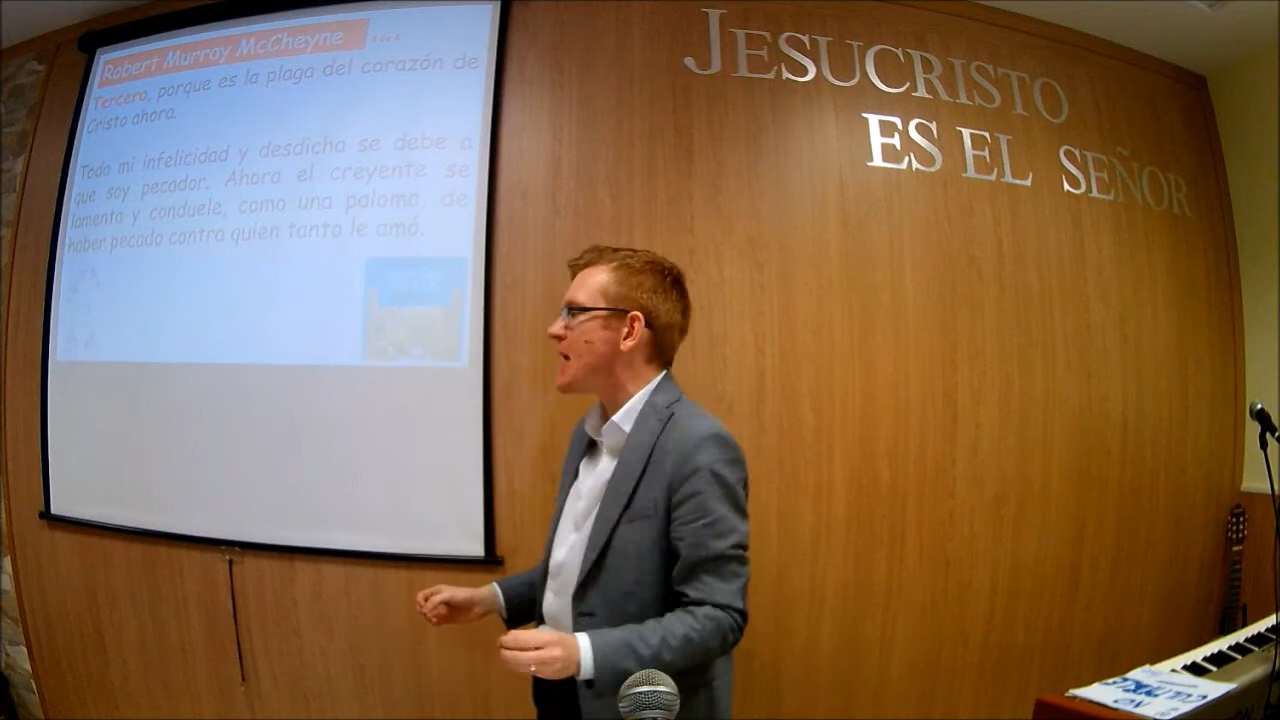 Robert Murray McCheyne
Tercero, porque es la plaga del corazón de
Cristo ahora.
Toda mi infelicidad y desdicha se debe a
que soy pecador. Ahora el creyente se
lamenta y conduele, como una paloma, de
haber pecado contra quien tanto le amó.
JESUCRISTO
ES EL SEÑOR
NO